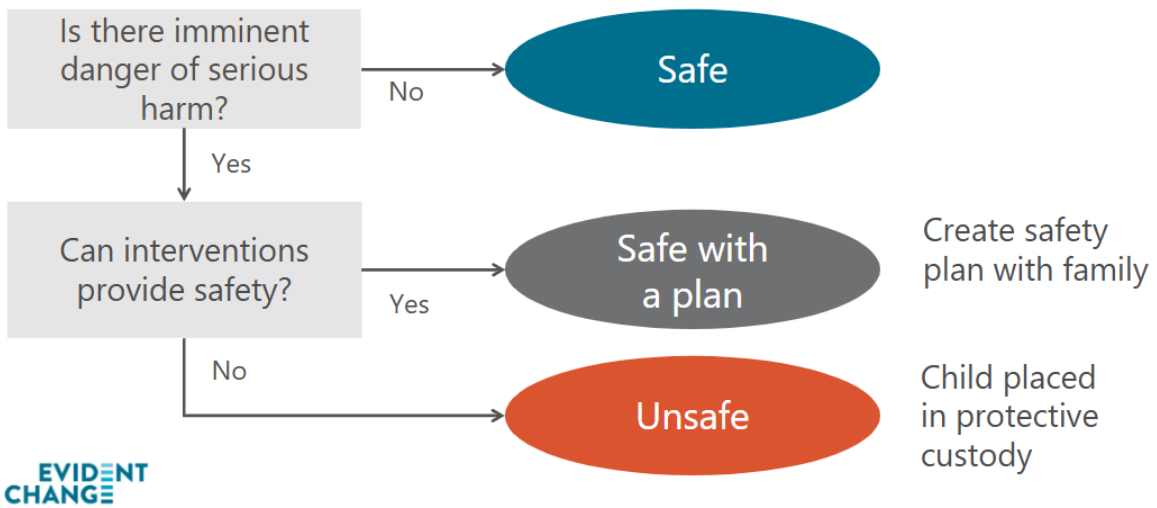 Is there imminent
danger of serious
harm?
No
Safe
Yes
Can interventions
provide safety?
Yes
Safe with
a plan
Create safety
plan with family
No
Unsafe
Child placed
in protective
custody
EVIDENT
CHANGE